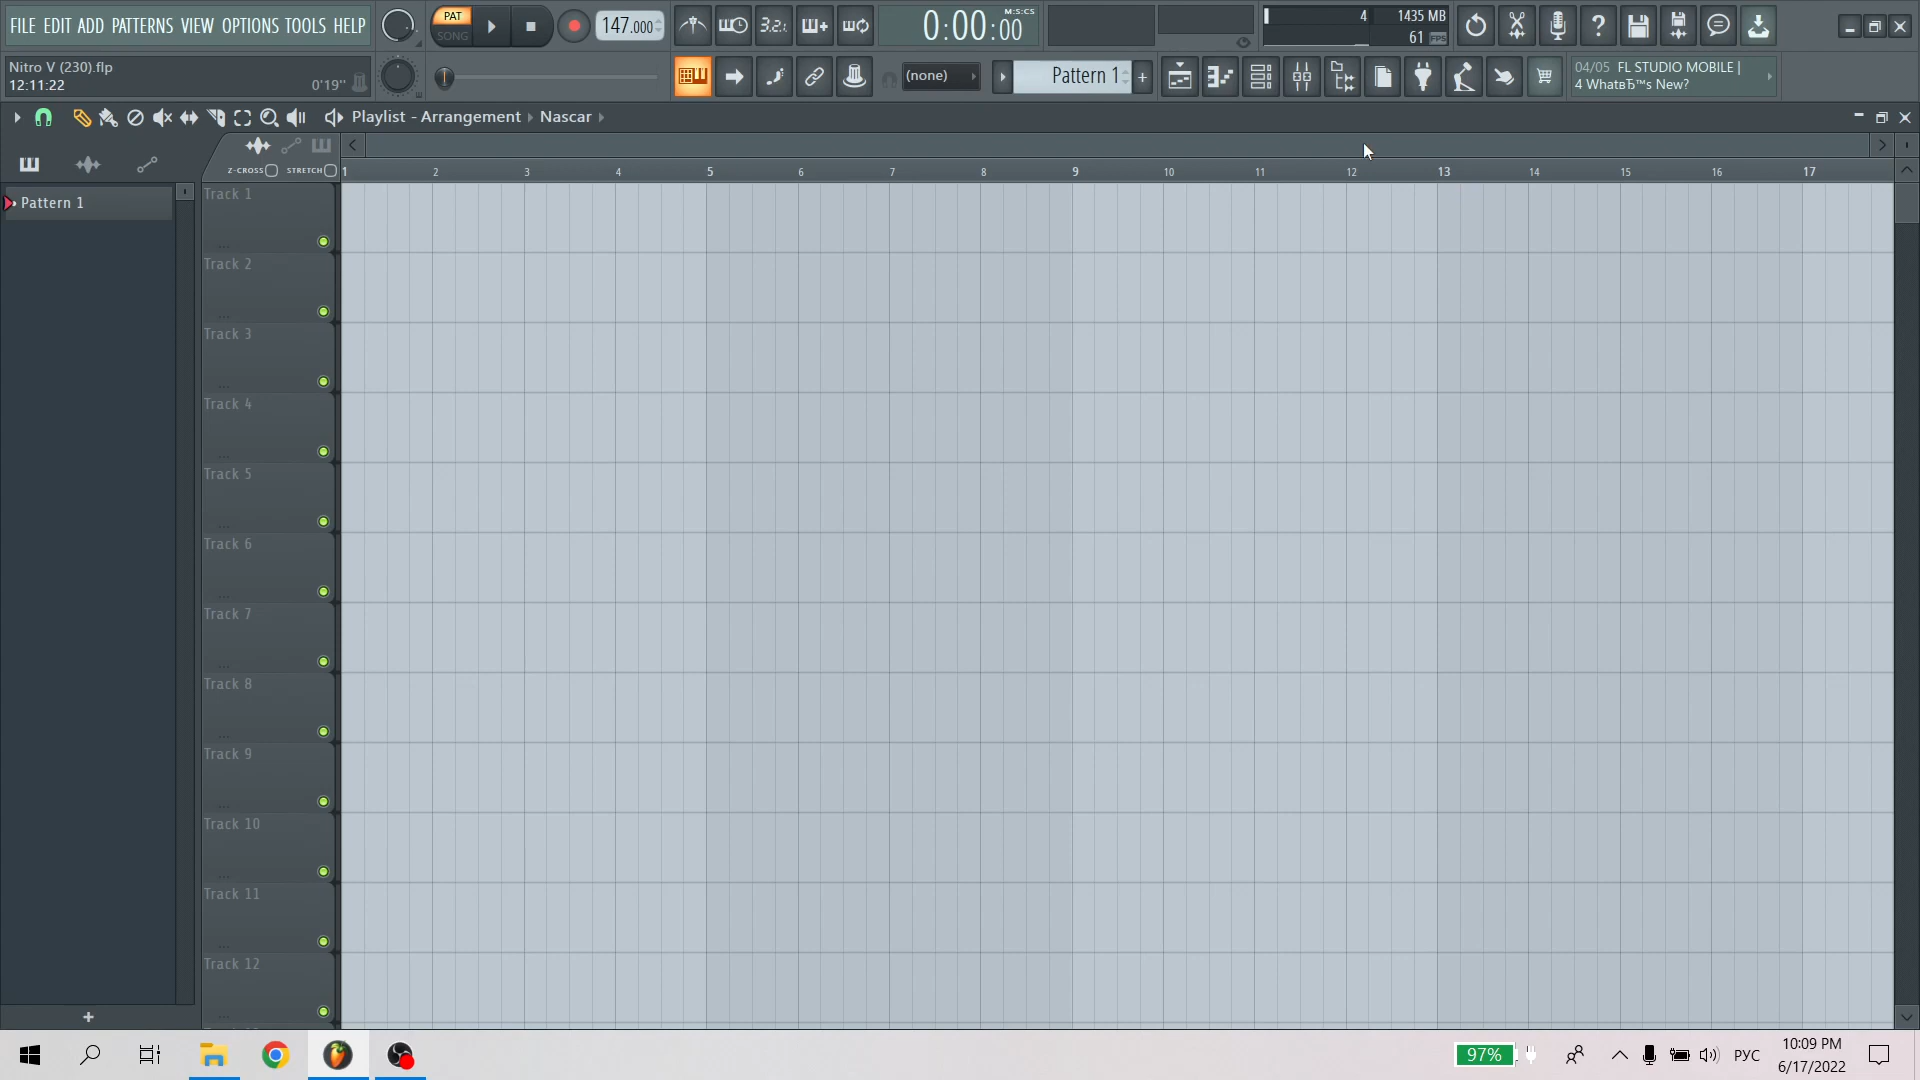 FILE EDIT ADD PATTERNS VIEW OPTIONS TOOLS HELP
PAT
SONG
147.000
3.2.
0:00:00
M:S:CS
4
1435 MB
61 FPS
Nitro V (230).flp
12:11:22
0'19"
(none)
Pattern 1
04/05 FL STUDIO MOBILE |
4 WhatвЂ™s New?
Playlist - Arrangement
Nascar
Z-CROSS
STRETCH
1 2 3 4 5 6 7 8 9 10 11 12 13 14 15 16 17
Pattern 1
Track 1
Track 2
Track 3
Track 4
Track 5
Track 6
Track 7
Track 8
Track 9
Track 10
Track 11
Track 12
97%
РУС
10:09 PM
6/17/2022